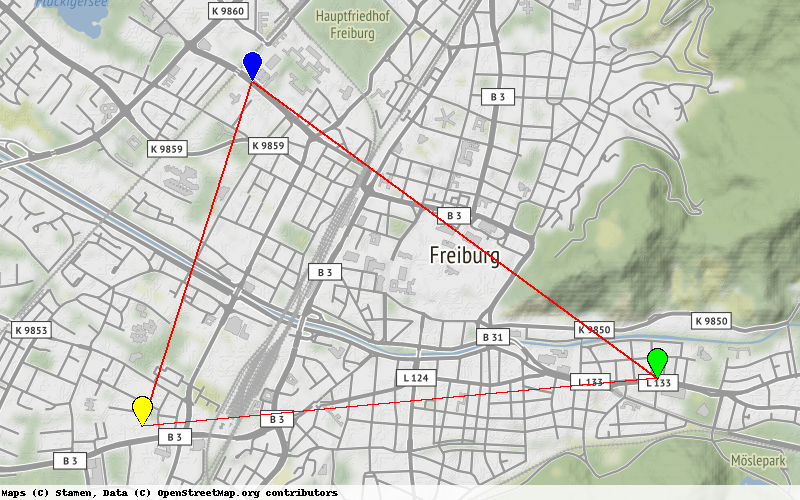 Flückigersee
K 9860
Hauptfriedhof
Freiburg
B 3
K 9859
K 9859
B 3
Freiburg
B 3
K 9853
K 9850
K 9850
B 31
L 124
L 133
L 133
B 3
B 3
B 3
Möslepark
Maps (C) Stamen, Data (C) OpenStreetMap.org contributors